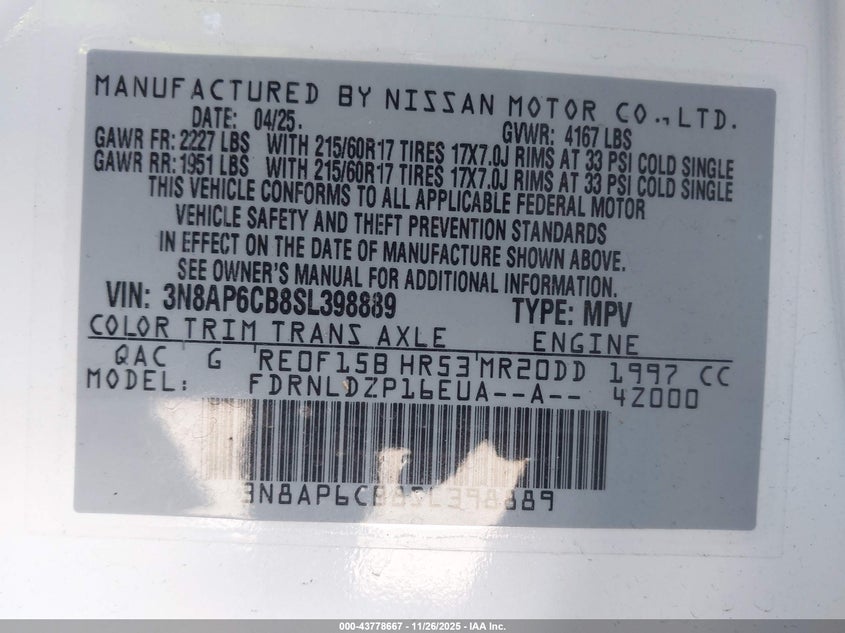 MANUFACTURED BY NISSAN MOTOR CO.,LTD.
DATE: 04/25. GVWR: 4167 LBS
GAWR FR: 2227 LBS WITH 215/60R17 TIRES 17X7.0J RIMS AT 33 PSI COLD SINGLE
GAWR RR: 1951 LBS WITH 215/60R17 TIRES 17X7.0J RIMS AT 33 PSI COLD SINGLE
THIS VEHICLE CONFORMS TO ALL APPLICABLE FEDERAL MOTOR
VEHICLE SAFETY AND THEFT PREVENTION STANDARDS
IN EFFECT ON THE DATE OF MANUFACTURE SHOWN ABOVE.
SEE OWNER'S MANUAL FOR ADDITIONAL INFORMATION.
VIN: 3N8AP6CB8SL398889 TYPE: MPV
COLOR TRIM TRANS AXLE ENGINE
QAC G RE0F15B HR53 MR20DD 1997 CC
MODEL: FDRNLDZP16EUA--A-- 4Z000
3N8AP6CB8SL398889
000-43778667 - 11/26/2025 - IAA Inc.